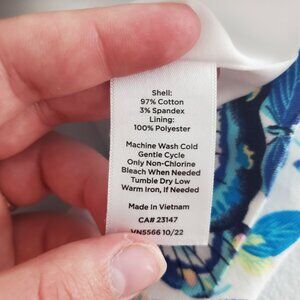 Shell:
97% Cotton
3% Spandex
Lining:
100% Polyester
Machine Wash Cold
Gentle Cycle
Only Non-Chlorine
Bleach When Needed
Tumble Dry Low
Warm Iron, If Needed
Made In Vietnam
CA# 23147
VN5566 10/22